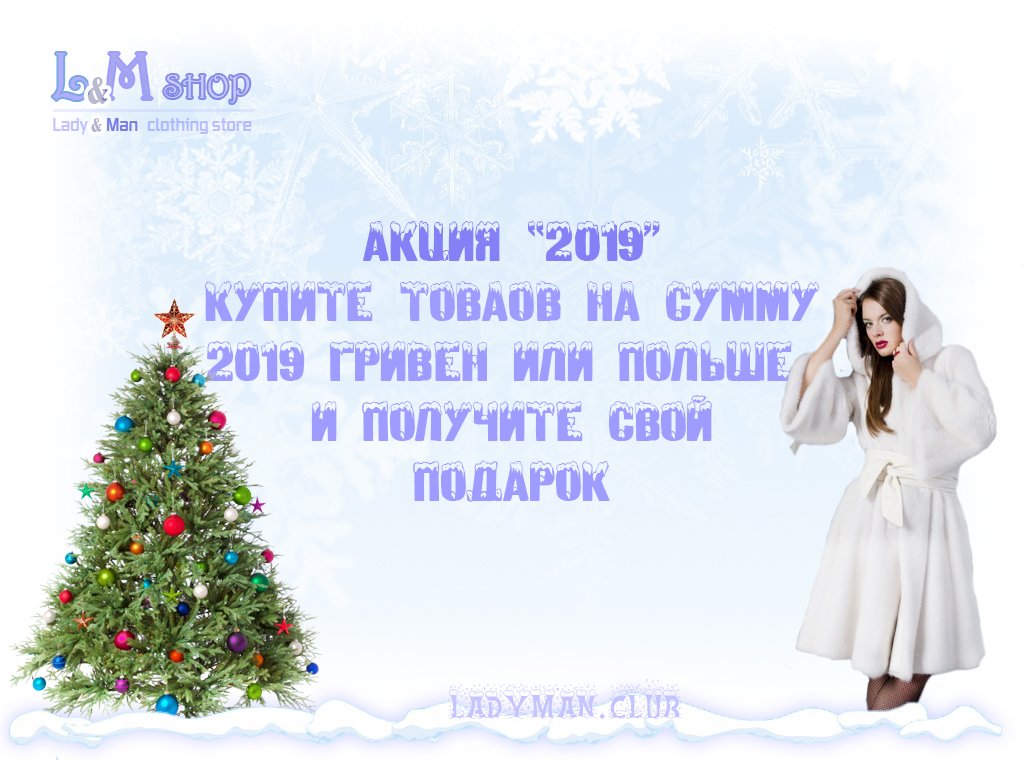 L&M SHOP
Lady & Man clothing store
АКЦИЯ “2019”
КУПИТЕ ТОВАОВ НА СУММУ
2019 ГРИВЕН ИЛИ ПОЛЬШЕ
И ПОЛУЧИТЕ СВОЙ
ПОДАРОК
LADYMAN.CLUB